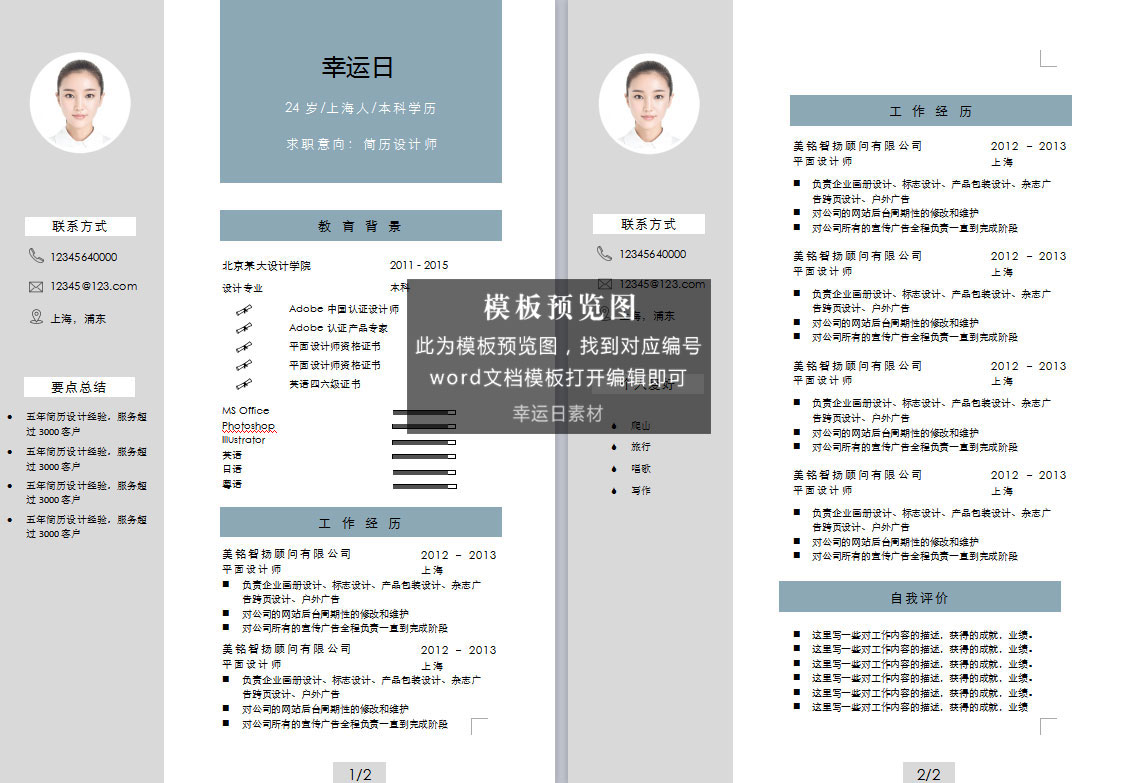 幸运日
24 岁/上海人/本科学历
求职意向：简历设计师
联系方式
12345640000
12345@123.com
上海，浦东
要点总结
五年简历设计经验，服务超
过 3000 客户
五年简历设计经验，服务超
过 3000 客户
五年简历设计经验，服务超
过 3000 客户
五年简历设计经验，服务超
过 3000 客户
教 育 背 景
北京某大设计学院 2011 - 2015
设计专业 本科
Adobe 中国认证设计师
Adobe 认证产品专家
平面设计师资格证书
平面设计师资格证书
英语四六级证书
MS Office
Photoshop
Illustrator
英语
日语
粤语
工 作 经 历
美铭智扬顾问有限公司 2012 – 2013
平面设计师 上海
负责企业画册设计、标志设计、产品包装设计、杂志广
告跨页设计、户外广告
对公司的网站后台周期性的修改和维护
对公司所有的宣传广告全程负责一直到完成阶段
美铭智扬顾问有限公司 2012 – 2013
平面设计师 上海
负责企业画册设计、标志设计、产品包装设计、杂志广
告跨页设计、户外广告
对公司的网站后台周期性的修改和维护
对公司所有的宣传广告全程负责一直到完成阶段
1/2
模板预览图
此为模板预览图，找到对应编号
word文档模板打开编辑即可
幸运日素材
联系方式
12345640000
12345@123.com
上海，浦东
个人爱好
爬山
旅行
唱歌
写作
工 作 经 历
美铭智扬顾问有限公司 2012 – 2013
平面设计师 上海
负责企业画册设计、标志设计、产品包装设计、杂志广
告跨页设计、户外广告
对公司的网站后台周期性的修改和维护
对公司所有的宣传广告全程负责一直到完成阶段
美铭智扬顾问有限公司 2012 – 2013
平面设计师 上海
负责企业画册设计、标志设计、产品包装设计、杂志广
告跨页设计、户外广告
对公司的网站后台周期性的修改和维护
对公司所有的宣传广告全程负责一直到完成阶段
美铭智扬顾问有限公司 2012 – 2013
平面设计师 上海
负责企业画册设计、标志设计、产品包装设计、杂志广
告跨页设计、户外广告
对公司的网站后台周期性的修改和维护
对公司所有的宣传广告全程负责一直到完成阶段
美铭智扬顾问有限公司 2012 – 2013
平面设计师 上海
负责企业画册设计、标志设计、产品包装设计、杂志广
告跨页设计、户外广告
对公司的网站后台周期性的修改和维护
对公司所有的宣传广告全程负责一直到完成阶段
自我评价
这里写一些对工作内容的描述，获得的成就，业绩。
这里写一些对工作内容的描述，获得的成就，业绩。
这里写一些对工作内容的描述，获得的成就，业绩。
这里写一些对工作内容的描述，获得的成就，业绩。
这里写一些对工作内容的描述，获得的成就，业绩。
这里写一些对工作内容的描述，获得的成就，业绩
2/2